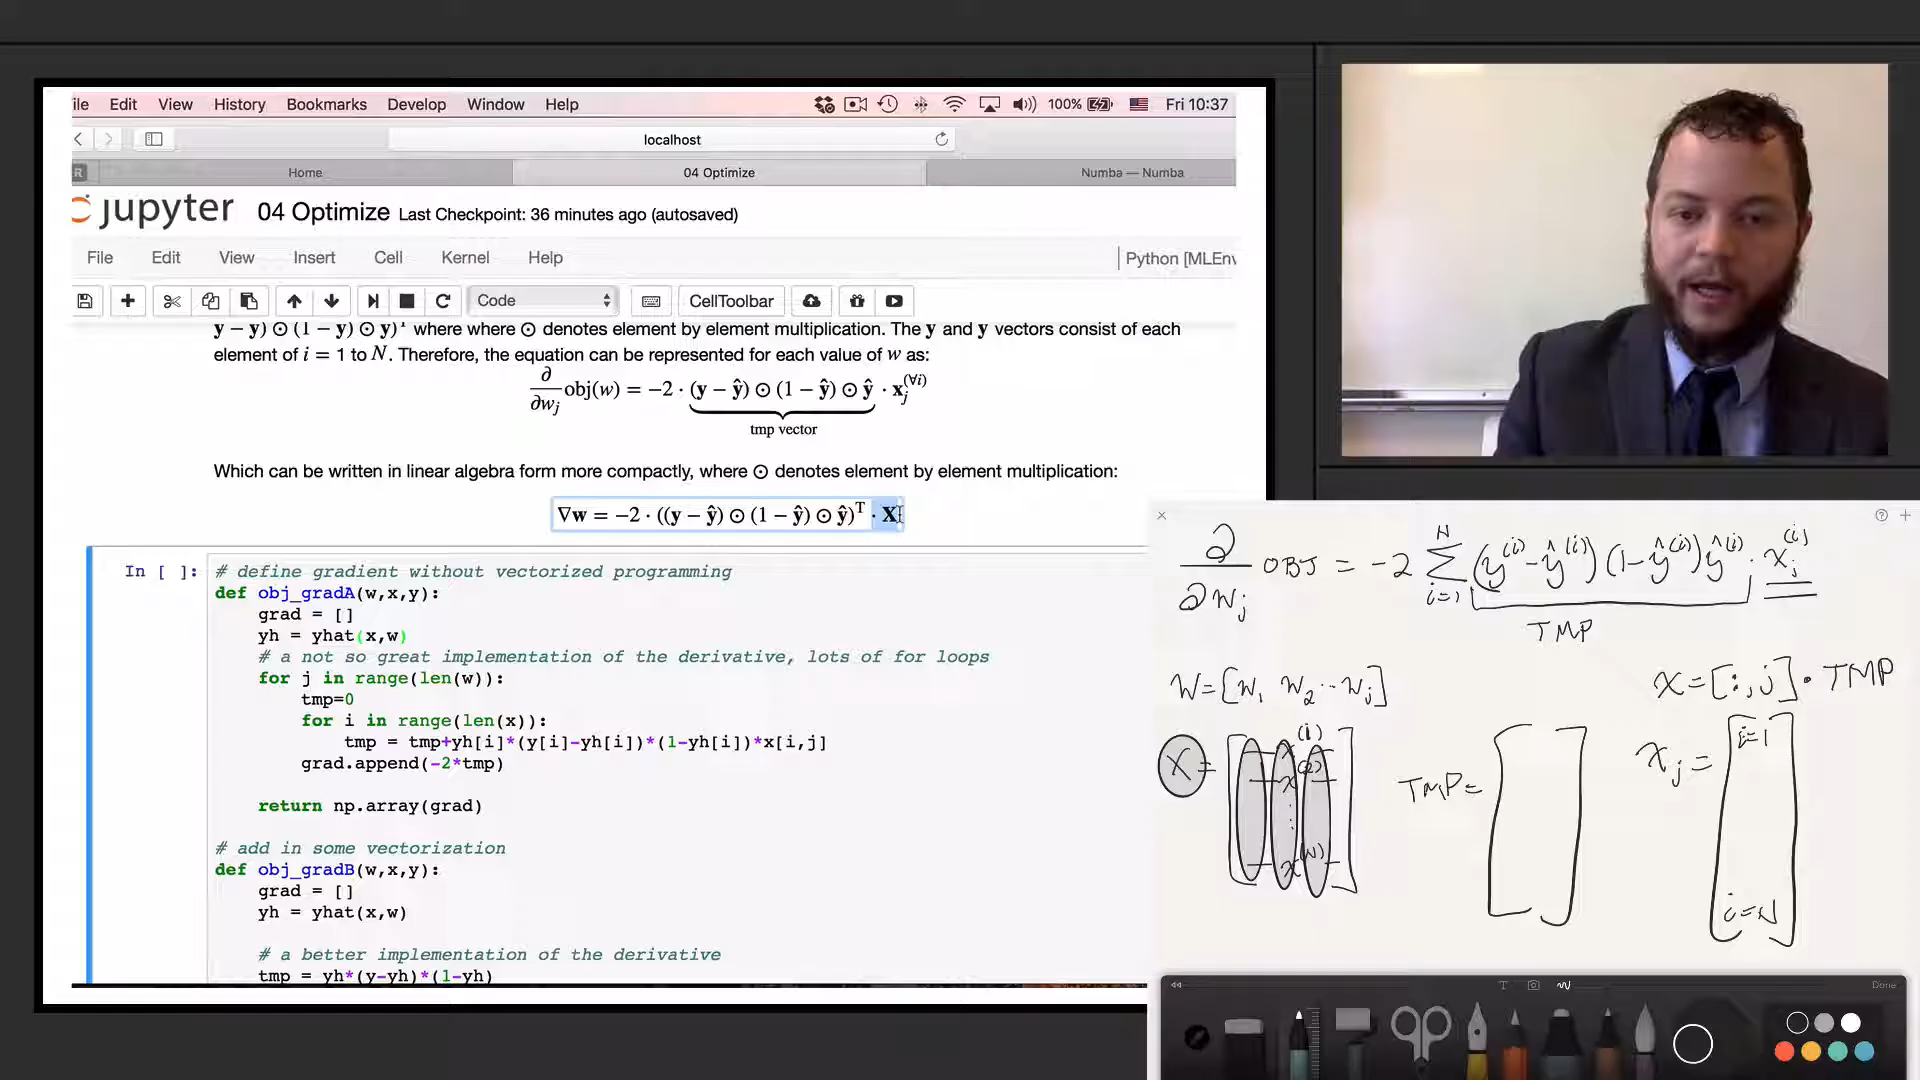 ile Edit View History Bookmarks Develop Window Help 100% Fri 10:37
localhost
R Home 04 Optimize Numba — Numba
jupyter 04 Optimize Last Checkpoint: 36 minutes ago (autosaved)
File Edit View Insert Cell Kernel Help Python [MLEnv
Code CellToolbar
y − y) ⊙ (1 − y) ⊙ y)ᵀ where where ⊙ denotes element by element multiplication. The y and y vectors consist of each
element of i = 1 to N. Therefore, the equation can be represented for each value of w as:
∂/∂wⱼ obj(w) = −2 · (y − ŷ) ⊙ (1 − ŷ) ⊙ ŷ · xⱼ^(∀i)
tmp vector
Which can be written in linear algebra form more compactly, where ⊙ denotes element by element multiplication:
∇w = −2 · ((y − ŷ) ⊙ (1 − ŷ) ⊙ ŷ)ᵀ · X
In [ ]: # define gradient without vectorized programming
def obj_gradA(w,x,y):
grad = []
yh = yhat(x,w)
# a not so great implementation of the derivative, lots of for loops
for j in range(len(w)):
tmp=0
for i in range(len(x)):
tmp = tmp+yh[i]*(y[i]-yh[i])*(1-yh[i])*x[i,j]
grad.append(-2*tmp)
return np.array(grad)
# add in some vectorization
def obj_gradB(w,x,y):
grad = []
yh = yhat(x,w)
# a better implementation of the derivative
tmp = yh*(y-yh)*(1-yh)
∂/∂wⱼ OBJ = -2 Σ_{i=1}^{N} (y^(i) - ŷ^(i)) (1-ŷ^(i)) ŷ^(i) · xⱼ^(i)
TMP
W = [w₁ w₂ ·· wⱼ]
X = [:,j] · TMP
X = [ x^(1) x^(2) ⋮ x^(N) ]
TMP = [ ]
xⱼ = [ i=1 i=N ]
T Done